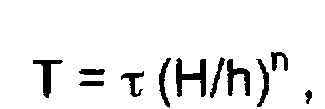 T = τ (H/h)ⁿ ,